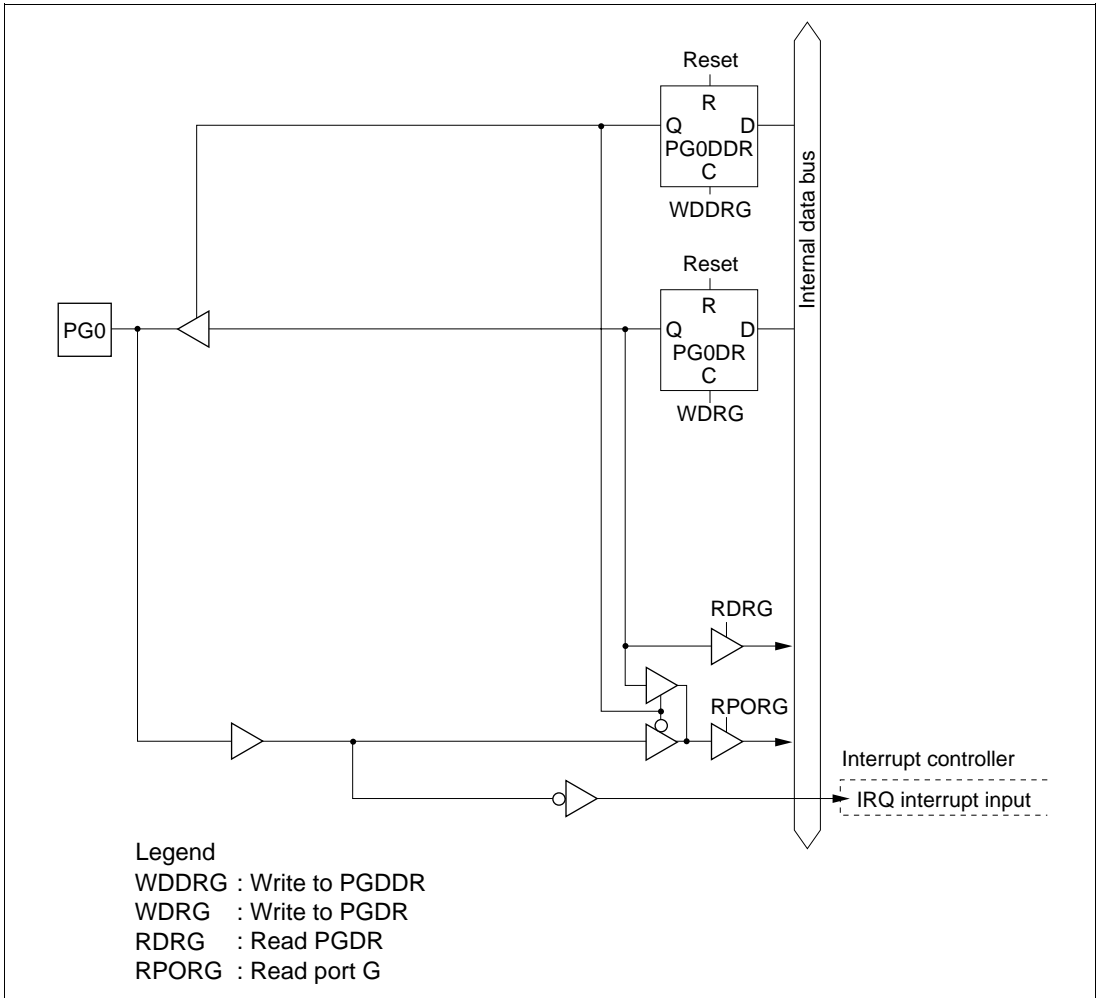 Reset
R
Q D
PG0DDR
C
WDDRG
Internal data bus
Reset
R
PG0
Q D
PG0DR
C
WDRG
RDRG
RPORG
Interrupt controller
IRQ interrupt input
Legend
WDDRG : Write to PGDDR
WDRG : Write to PGDR
RDRG : Read PGDR
RPORG : Read port G